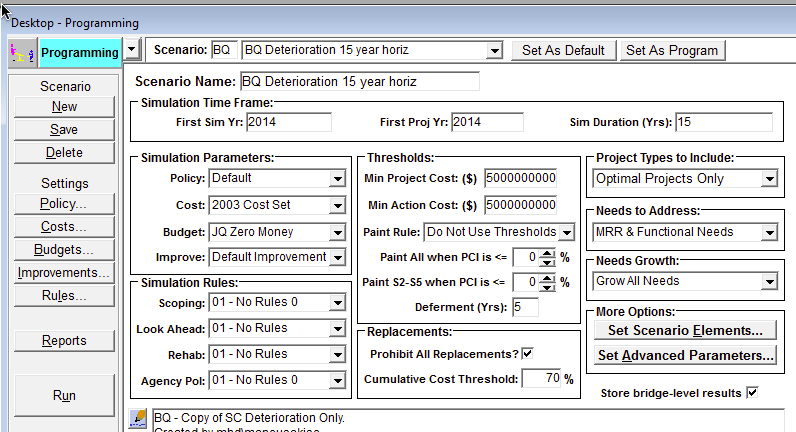 Desktop - Programming
Programming
Scenario: BQ BQ Deterioration 15 year horiz Set As Default Set As Program
Scenario
New
Save
Delete
Settings
Policy...
Costs...
Budgets...
Improvements...
Rules...
Reports
Run
Scenario Name: BQ Deterioration 15 year horiz
Simulation Time Frame:
First Sim Yr: 2014 First Proj Yr: 2014 Sim Duration (Yrs): 15
Simulation Parameters:
Policy: Default
Cost: 2003 Cost Set
Budget: JQ Zero Money
Improve: Default Improvement
Simulation Rules:
Scoping: 01 - No Rules 0
Look Ahead: 01 - No Rules 0
Rehab: 01 - No Rules 0
Agency Pol: 01 - No Rules 0
Thresholds:
Min Project Cost: ($) 5000000000
Min Action Cost: ($) 5000000000
Paint Rule: Do Not Use Thresholds
Paint All when PCI is <= 0 %
Paint S2-S5 when PCI is <= 0 %
Deferment (Yrs): 5
Replacements:
Prohibit All Replacements?
Cumulative Cost Threshold: 70 %
Project Types to Include:
Optimal Projects Only
Needs to Address:
MRR & Functional Needs
Needs Growth:
Grow All Needs
More Options:
Set Scenario Elements...
Set Advanced Parameters...
Store bridge-level results
BQ - Copy of SC Deterioration Only.